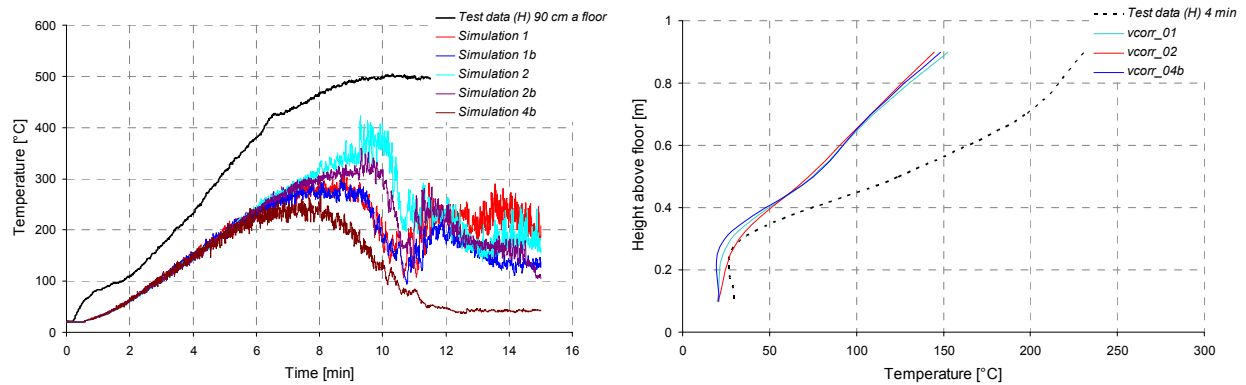 600
500
400
300
200
100
0
0 2 4 6 8 10 12 14 16
Temperature [°C]
Time [min]
Test data (H) 90 cm a floor
Simulation 1
Simulation 1b
Simulation 2
Simulation 2b
Simulation 4b
1
0.8
0.6
0.4
0.2
0
0 50 100 150 200 250 300
Height above floor [m]
Temperature [°C]
Test data (H) 4 min
vcorr_01
vcorr_02
vcorr_04b